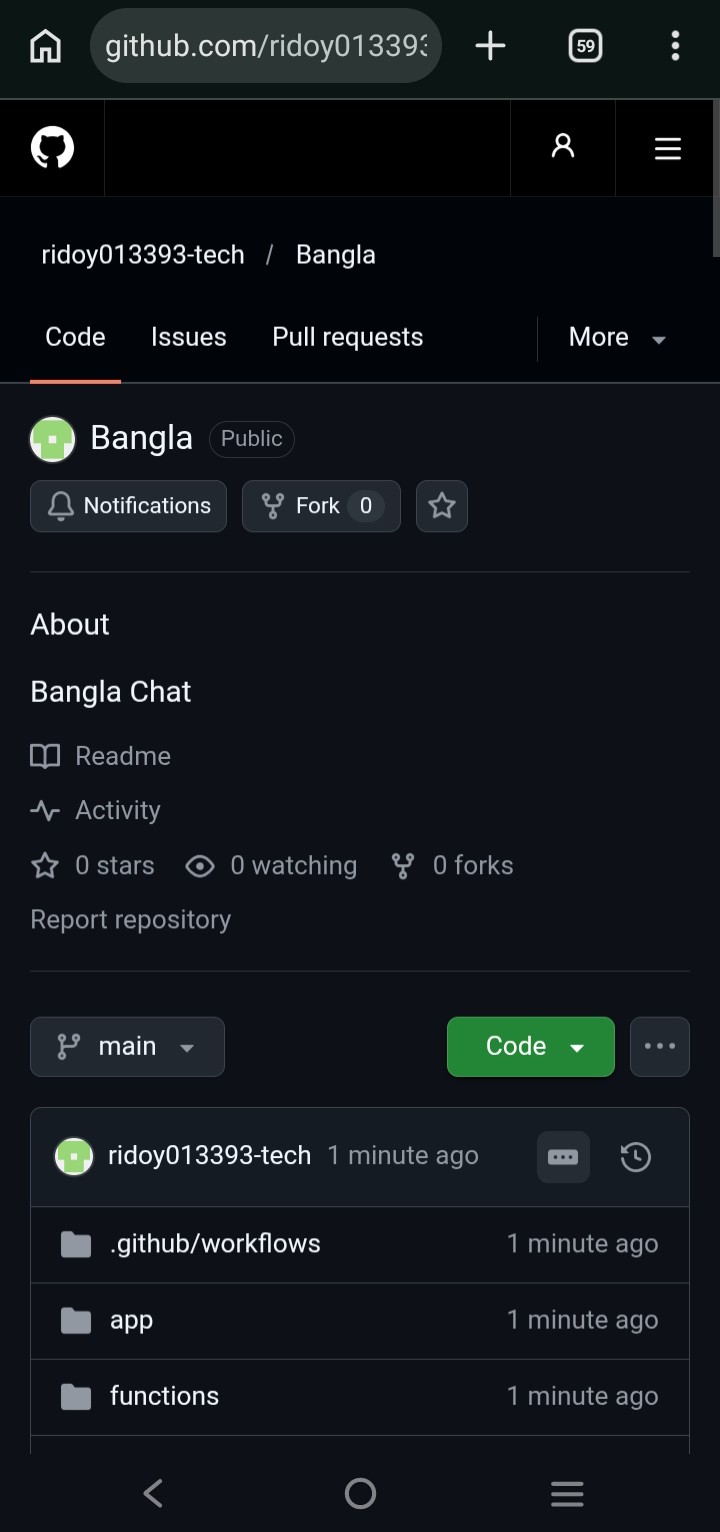 github.com/ridoy013393
59
ridoy013393-tech / Bangla
Code Issues Pull requests More
Bangla Public
Notifications Fork 0
About
Bangla Chat
Readme
Activity
0 stars 0 watching 0 forks
Report repository
main Code
ridoy013393-tech 1 minute ago
.github/workflows 1 minute ago
app 1 minute ago
functions 1 minute ago